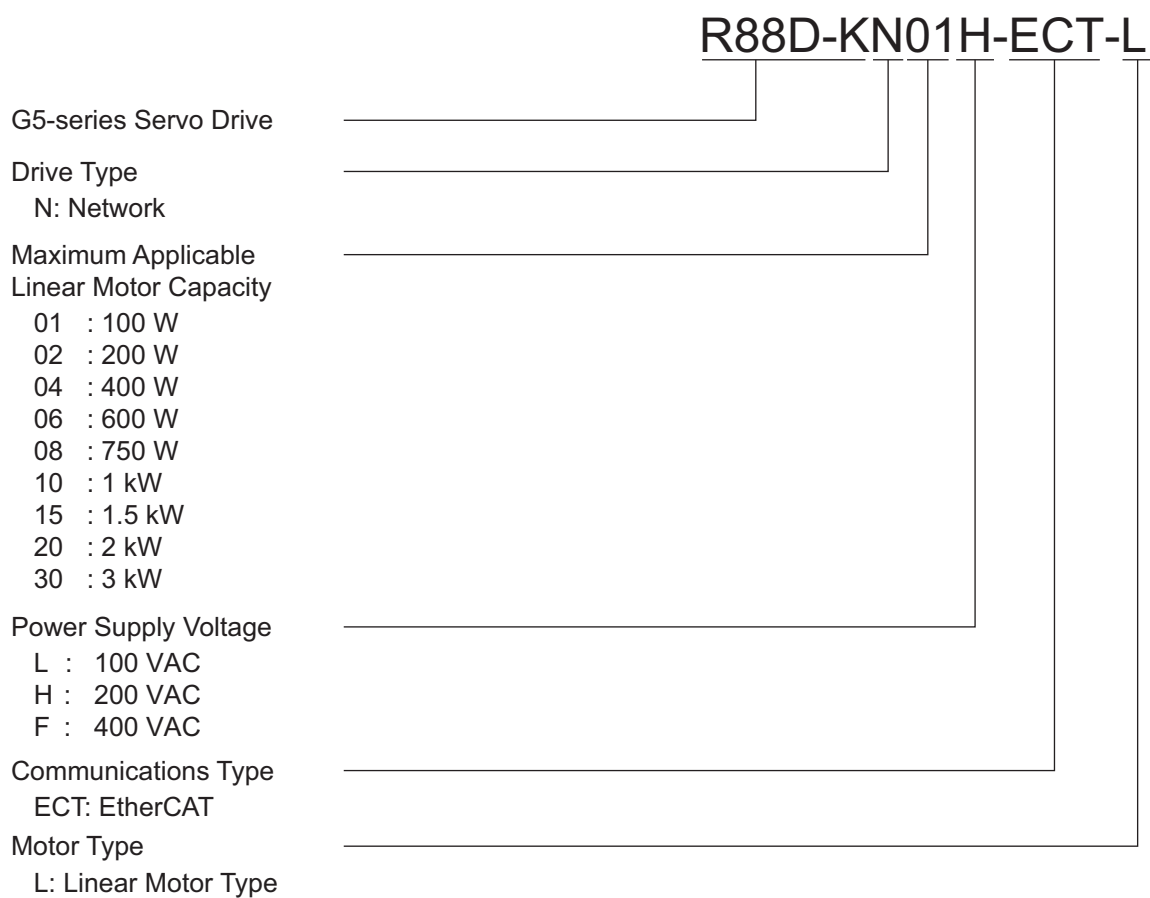 R88D-KN01H-ECT-L
G5-series Servo Drive
Drive Type
N: Network
Maximum Applicable
Linear Motor Capacity
01 : 100 W
02 : 200 W
04 : 400 W
06 : 600 W
08 : 750 W
10 : 1 kW
15 : 1.5 kW
20 : 2 kW
30 : 3 kW
Power Supply Voltage
L : 100 VAC
H : 200 VAC
F : 400 VAC
Communications Type
ECT: EtherCAT
Motor Type
L: Linear Motor Type